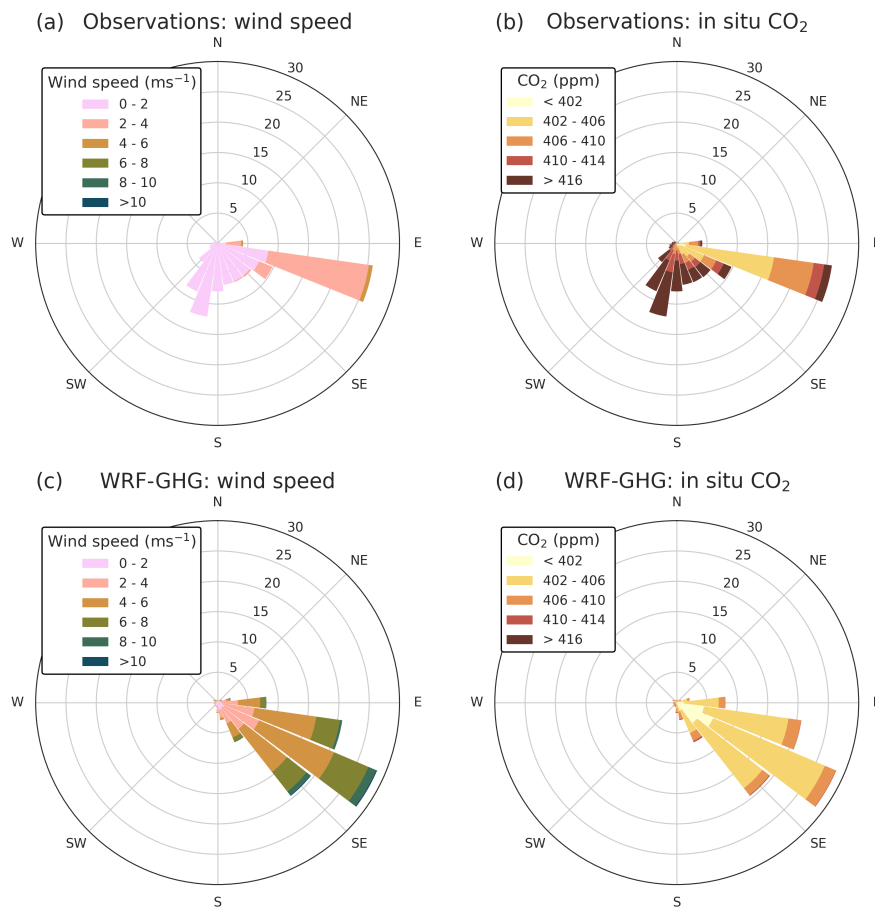 (a) Observations: wind speed
N
30
25
20
15
10
5
NE
E
SE
S
SW
W
Wind speed (ms⁻¹)
0 - 2
2 - 4
4 - 6
6 - 8
8 - 10
>10
(b) Observations: in situ CO₂
N
30
25
20
15
10
5
NE
E
SE
S
SW
W
CO₂ (ppm)
< 402
402 - 406
406 - 410
410 - 414
> 416
(c) WRF-GHG: wind speed
N
30
25
20
15
10
5
NE
E
SE
S
SW
W
Wind speed (ms⁻¹)
0 - 2
2 - 4
4 - 6
6 - 8
8 - 10
>10
(d) WRF-GHG: in situ CO₂
N
30
25
20
15
10
5
NE
SE
S
SW
W
CO₂ (ppm)
< 402
402 - 406
406 - 410
410 - 414
> 416